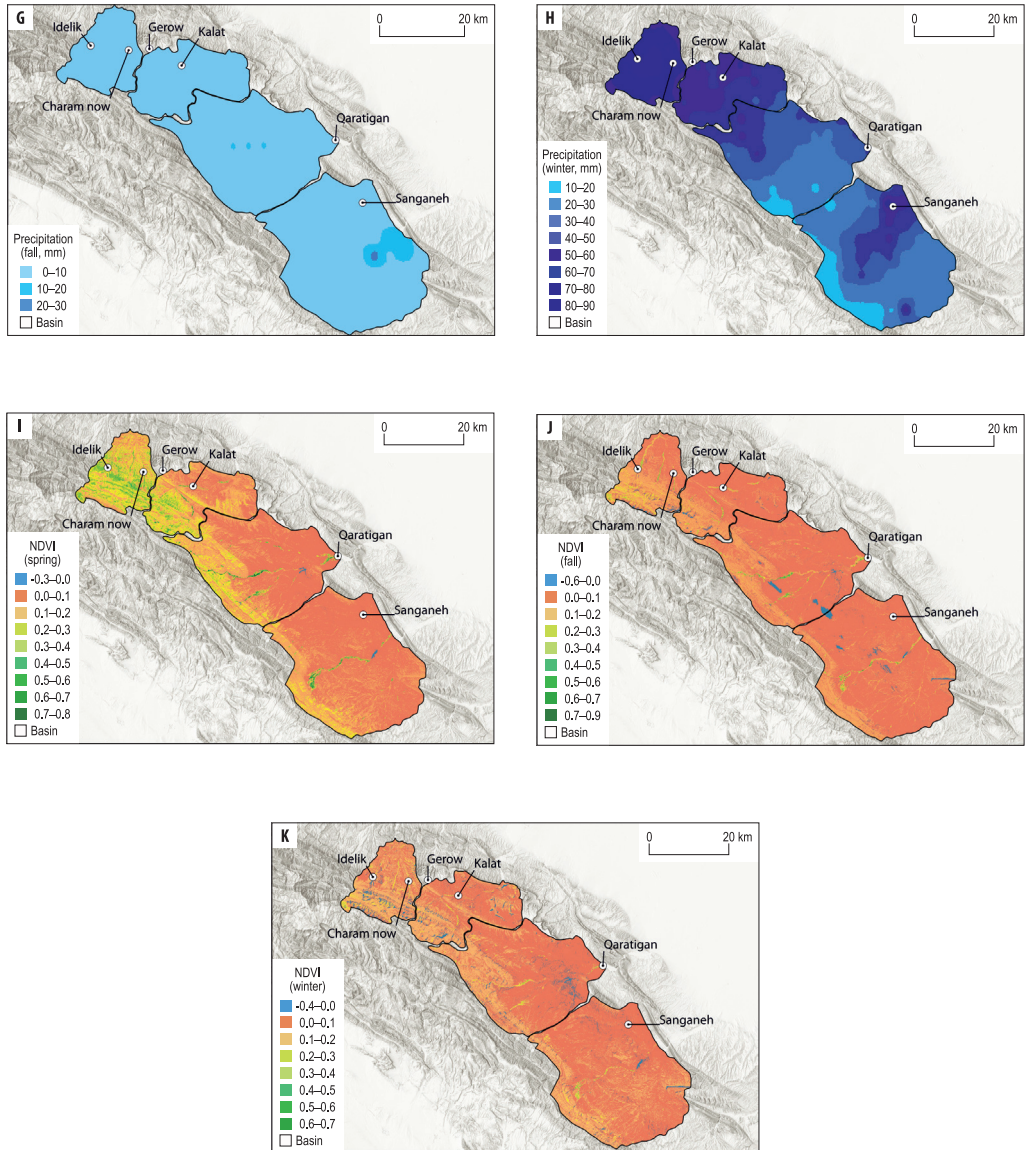 G
0
20 km
Idelik
Gerow
Kalat
Charam now
Qaratigan
Sanganeh
Precipitation
(fall, mm)
0–10
10–20
20–30
Basin
H
0
20 km
Idelik
Gerow
Kalat
Charam now
Qaratigan
Sanganeh
Precipitation
(winter, mm)
10–20
20–30
30–40
40–50
50–60
60–70
70–80
80–90
Basin
I
0
20 km
Idelik
Gerow
Kalat
Charam now
Qaratigan
Sanganeh
NDVI
(spring)
-0.3–0.0
0.0–0.1
0.1–0.2
0.2–0.3
0.3–0.4
0.4–0.5
0.5–0.6
0.6–0.7
0.7–0.8
Basin
J
0
20 km
Idelik
Gerow
Kalat
Charam now
Qaratigan
Sanganeh
NDVI
(fall)
-0.6–0.0
0.0–0.1
0.1–0.2
0.2–0.3
0.3–0.4
0.4–0.5
0.5–0.6
0.6–0.7
0.7–0.9
Basin
K
0
20 km
Idelik
Gerow
Kalat
Charam now
Qaratigan
Sanganeh
NDVI
(winter)
-0.4–0.0
0.0–0.1
0.1–0.2
0.2–0.3
0.3–0.4
0.4–0.5
0.5–0.6
0.6–0.7
Basin